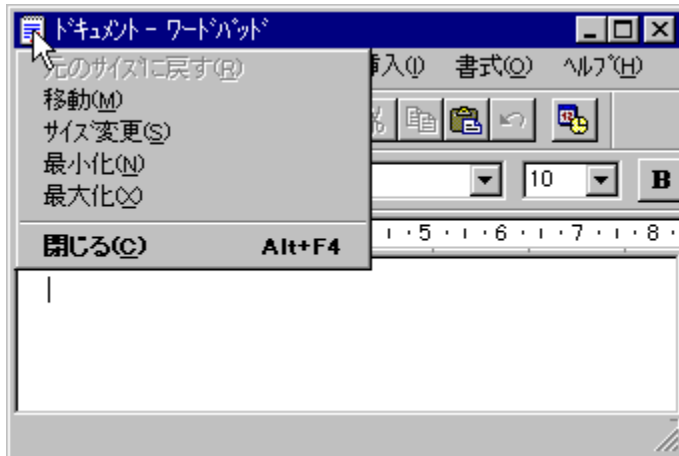 ﾄﾞｷｭﾒﾝﾄ - ﾜｰﾄﾞﾊﾟｯﾄﾞ
挿入(I) 書式(O) ﾍﾙﾌﾟ(H)
元のｻｲｽﾞに戻す(R)
移動(M)
ｻｲｽﾞ変更(S)
最小化(N)
最大化(X)
10 B
閉じる(C) Alt+F4
5 6 7 8